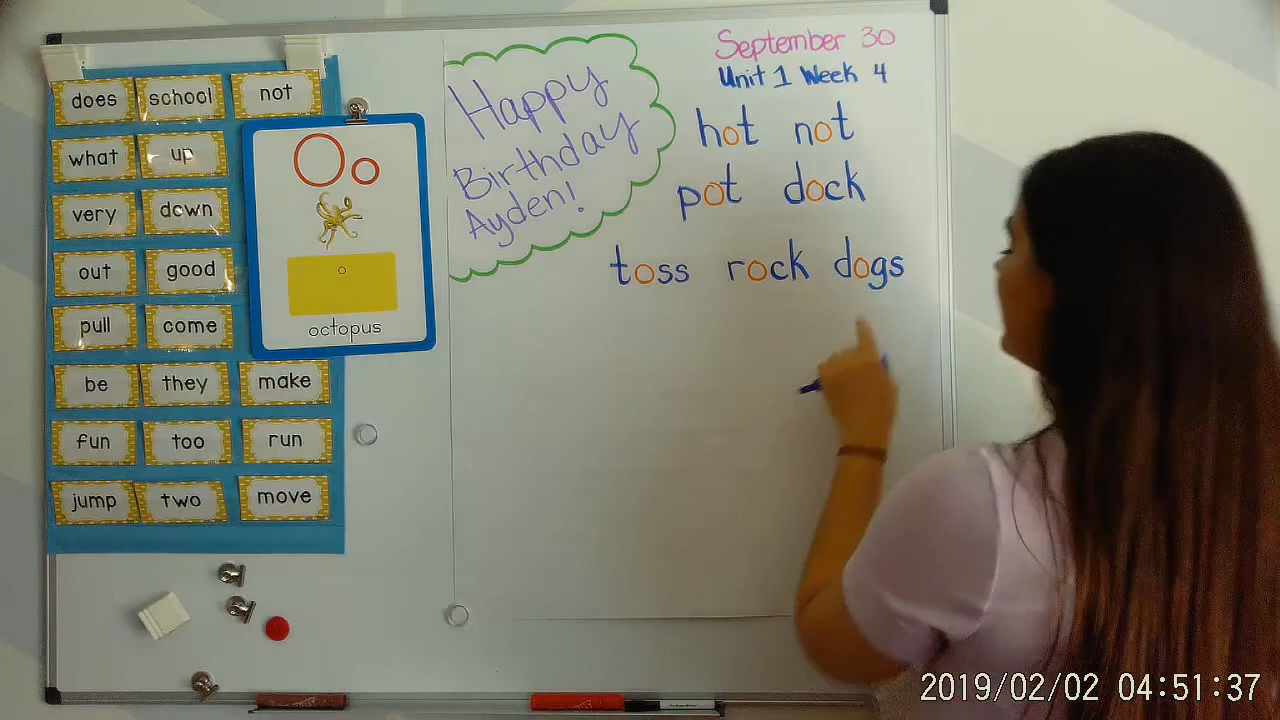 does school not
what up
very down
out good
pull come
be they make
fun too run
jump two move
Oo
octopus
Happy
Birthday
Ayden!
September 30
Unit 1 Week 4
hot not
pot dock
toss rock dogs
2019/02/02 04:51:37